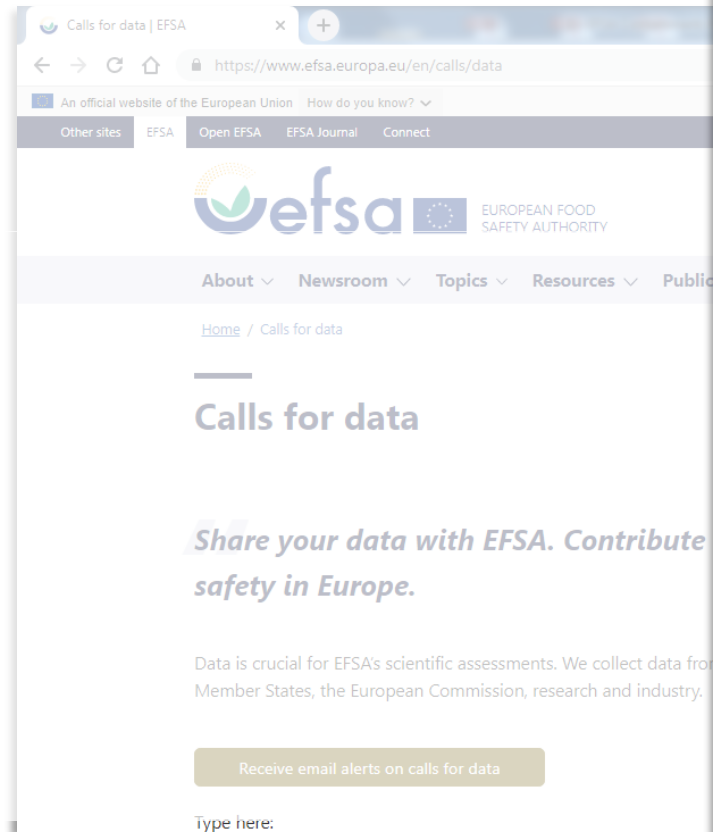 Calls for data | EFSA
https://www.efsa.europa.eu/en/calls/data
An official website of the European Union How do you know?
Other sites EFSA Open EFSA EFSA Journal Connect
efsa
EUROPEAN FOOD
SAFETY AUTHORITY
About Newsroom Topics Resources Public
Home / Calls for data
Calls for data
Share your data with EFSA. Contribute
safety in Europe.
Data is crucial for EFSA's scientific assessments. We collect data from
Member States, the European Commission, research and industry.
Receive email alerts on calls for data
Type here: